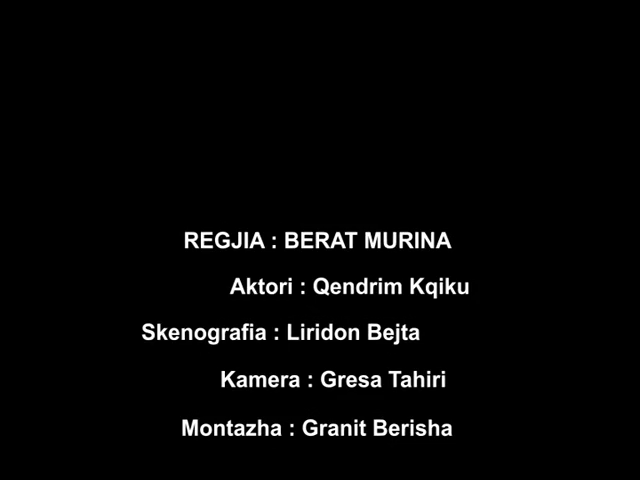 REGJIA : BERAT MURINA
Aktori : Qendrim Kqiku
Skenografia : Liridon Bejta
Kamera : Gresa Tahiri
Montazha : Granit Berisha